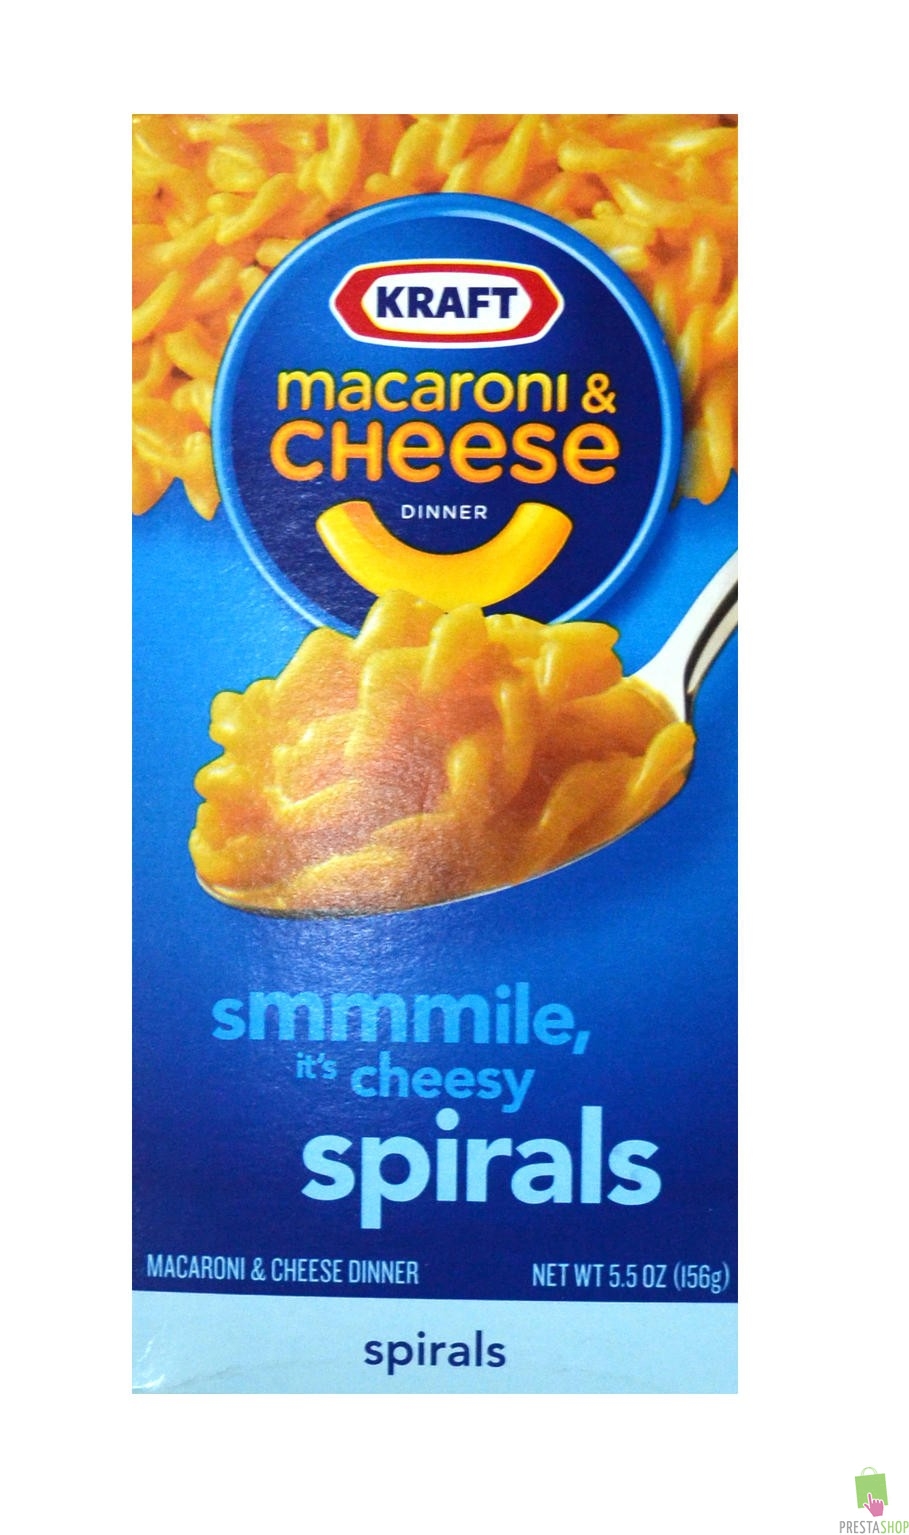 KRAFT
macaroni &
CHeese
DINNER
smmmile,
it's cheesy
spirals
MACARONI & CHEESE DINNER NET WT 5.5 OZ (156g)
spirals
PRESTASHOP